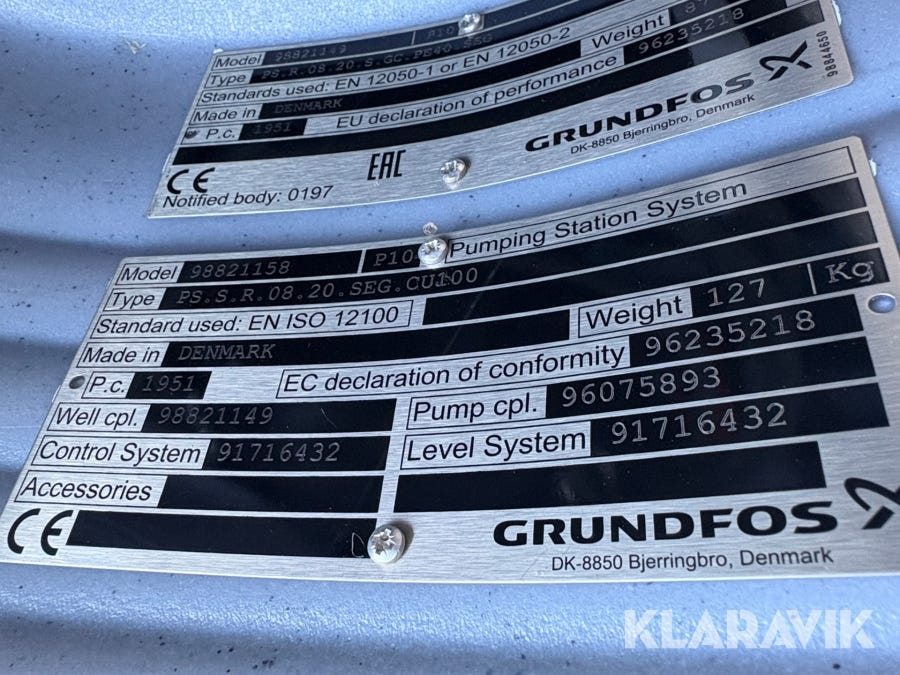 Model 98821149 P10
Type PS.R.08.20.S.GC.PE40.SEG
Standards used: EN 12050-1 or EN 12050-2 Weight
Made in DENMARK EU declaration of performance 96235218
P.c. 1951
GRUNDFOS
DK-8850 Bjerringbro, Denmark
98844650
CE EAC
Notified body: 0197
Model 98821158 P10 Pumping Station System
Type PS.S.R.08.20.SEG.CU100
Standard used: EN ISO 12100 Weight 127 Kg
Made in DENMARK
P.c. 1951 EC declaration of conformity 96235218
Well cpl. 98821149 Pump cpl. 96075893
Control System 91716432 Level System 91716432
Accessories
CE GRUNDFOS
DK-8850 Bjerringbro, Denmark
KLARAVIK